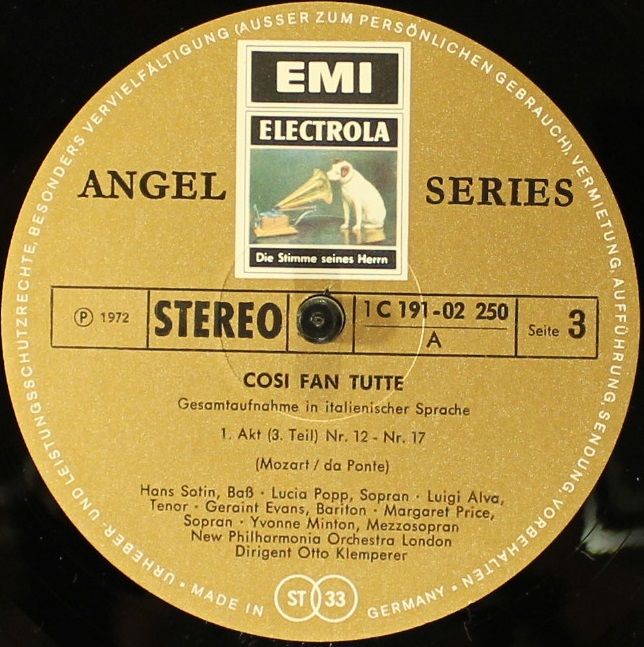 URHEBER- UND LEISTUNGSSCHUTZRECHTE, BESONDERS VERVIELFÄLTIGUNG (AUSSER ZUM PERSÖNLICHEN GEBRAUCH), VERMIETUNG, AUFFÜHRUNG, SENDUNG, VORBEHALTEN •
EMI
ELECTROLA
ANGEL SERIES
Die Stimme seines Herrn
Ⓟ 1972 STEREO 1 C 191-02 250 Seite 3
A
COSI FAN TUTTE
Gesamtaufnahme in italienischer Sprache
1. Akt (3. Teil) Nr. 12 - Nr. 17
(Mozart / da Ponte)
Hans Sotin, Baß · Lucia Popp, Sopran · Luigi Alva,
Tenor · Geraint Evans, Bariton · Margaret Price,
Sopran · Yvonne Minton, Mezzosopran
New Philharmonia Orchestra London
Dirigent Otto Klemperer
• MADE IN ST 33 GERMANY